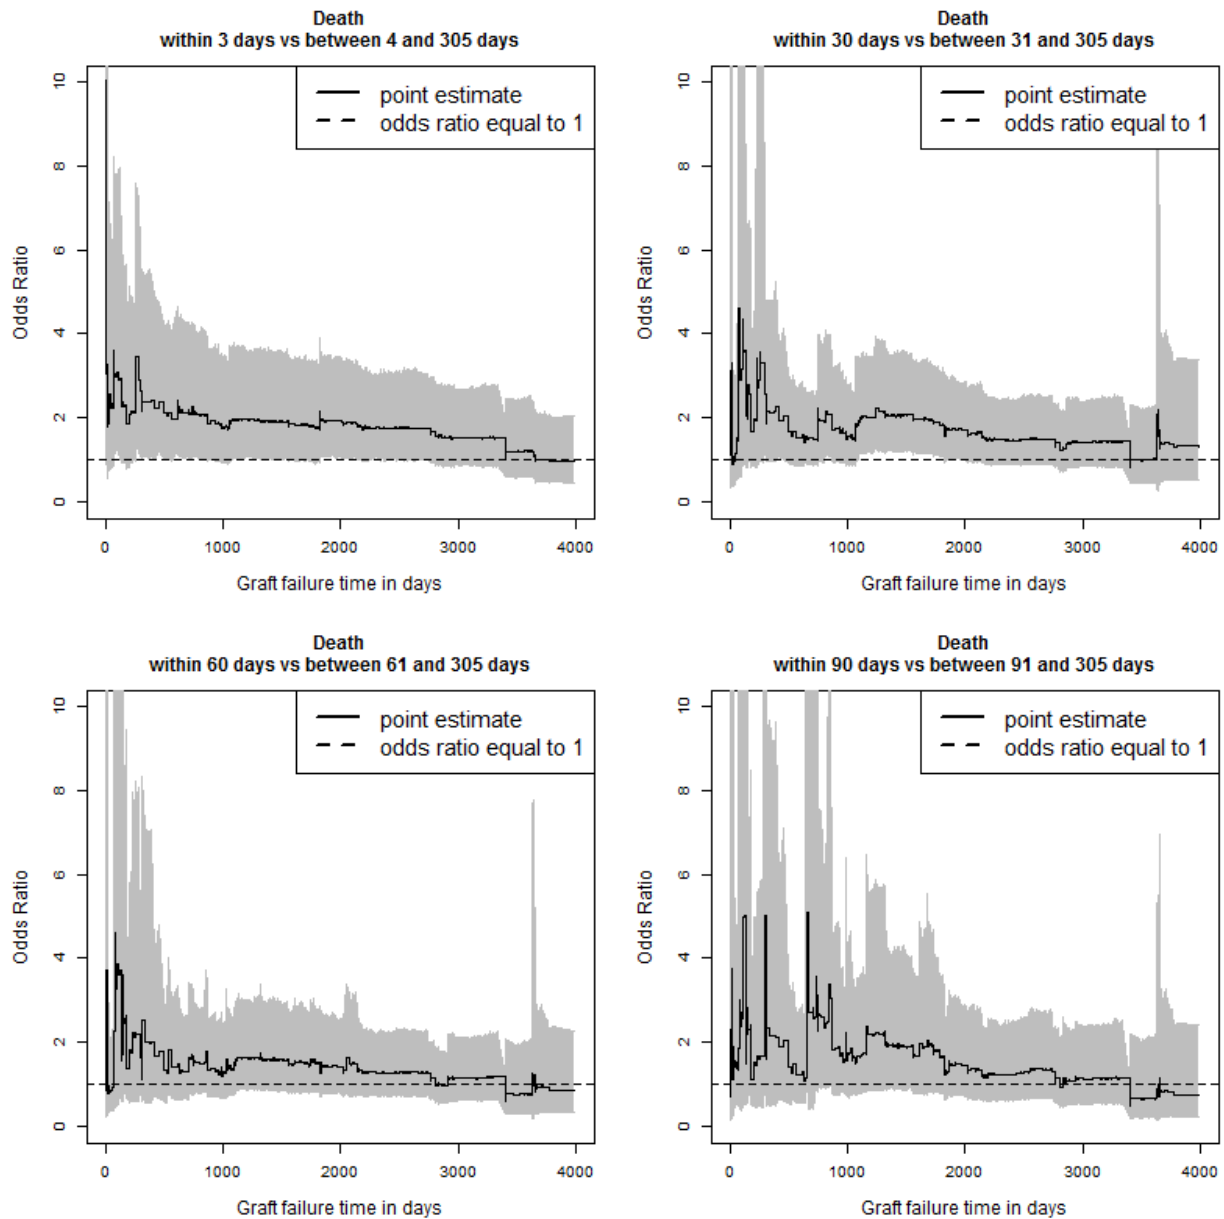 Death
within 3 days vs between 4 and 305 days
point estimate
odds ratio equal to 1
Odds Ratio
0 2 4 6 8 10
0 1000 2000 3000 4000
Graft failure time in days
Death
within 30 days vs between 31 and 305 days
point estimate
odds ratio equal to 1
Odds Ratio
0 2 4 6 8 10
0 1000 2000 3000 4000
Graft failure time in days
Death
within 60 days vs between 61 and 305 days
point estimate
odds ratio equal to 1
Odds Ratio
0 2 4 6 8 10
0 1000 2000 3000 4000
Graft failure time in days
Death
within 90 days vs between 91 and 305 days
point estimate
odds ratio equal to 1
Odds Ratio
0 2 4 6 8 10
0 1000 2000 3000 4000
Graft failure time in days